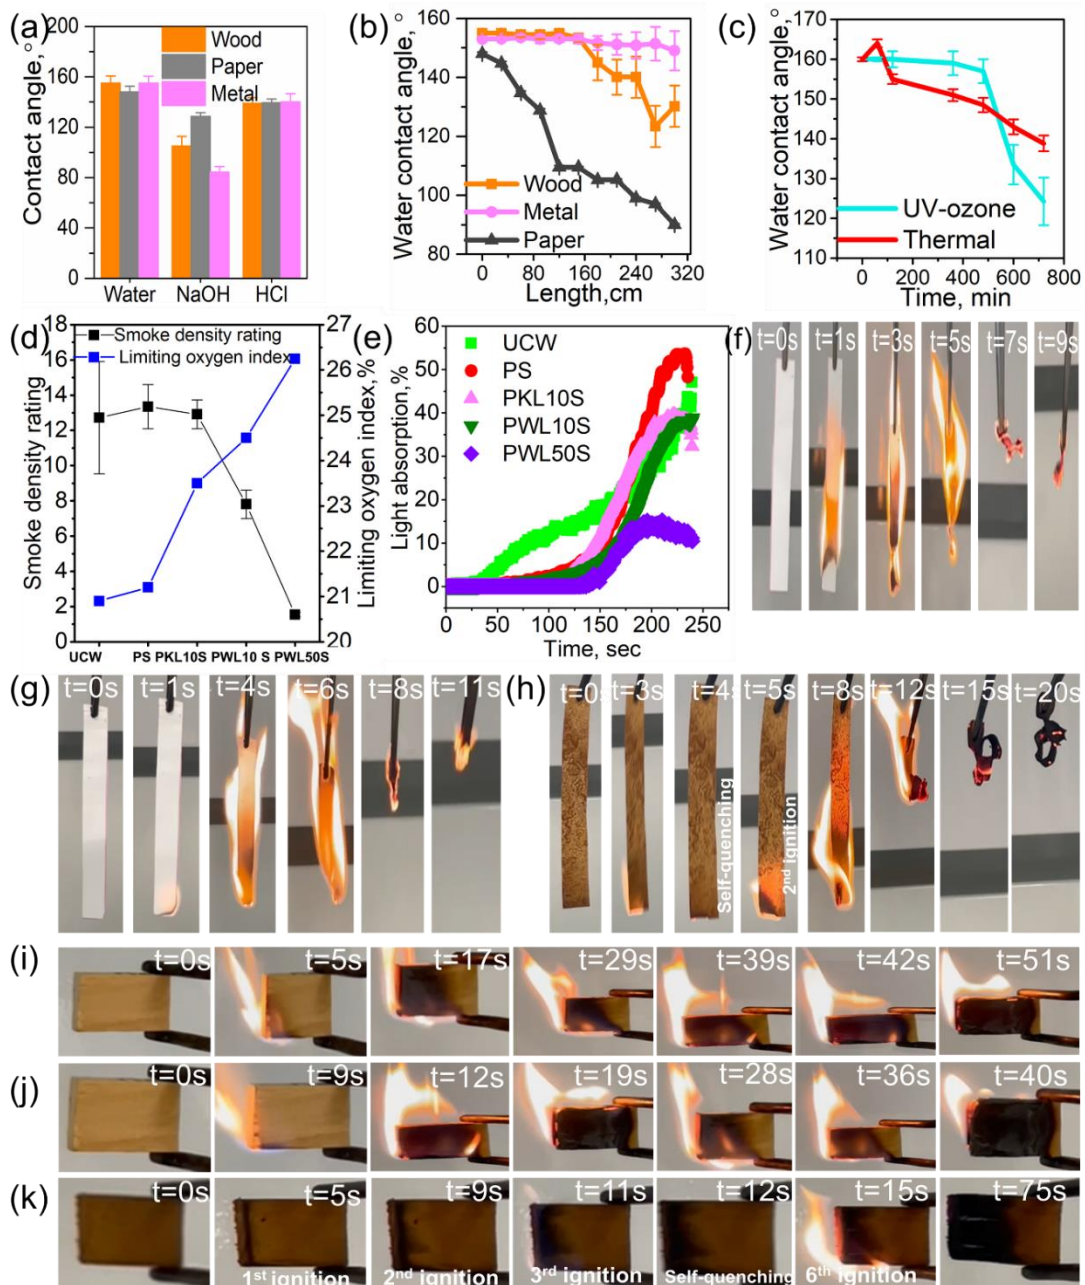 (a)
Contact angle,°
200
160
120
80
40
0
Wood
Paper
Metal
Water NaOH HCl
(b)
Water contact angle,°
160
140
120
100
80
Wood
Metal
Paper
0 80 160 240 320
Length,cm
(c)
Water contact angle,°
170
160
150
140
130
120
110
UV-ozone
Thermal
0 200 400 600 800
Time, min
(d)
Smoke density rating
18
16
14
12
10
8
6
4
2
0
Smoke density rating
Limiting oxygen index
27
26
25
24
23
22
21
20
Limiting oxygen index,%
UCW PS PKL10S PWL10 S PWL50S
(e)
Light absorption,%
60
50
40
30
20
10
0
UCW
PS
PKL10S
PWL10S
PWL50S
0 50 100 150 200 250
Time, sec
(f)
t=0s t=1s t=3s t=5s t=7s t=9s
(g)
t=0s t=1s t=4s t=6s t=8s t=11s
(h)
t=0s t=3s t=4s t=5s t=8s t=12s t=15s t=20s
Self-quenching
2nd ignition
(i)
t=0s t=5s t=17s t=29s t=39s t=42s t=51s
(j)
t=0s t=9s t=12s t=19s t=28s t=36s t=40s
(k)
t=0s t=5s t=9s t=11s t=12s t=15s t=75s
1st ignition 2nd ignition 3rd ignition Self-quenching 6th ignition